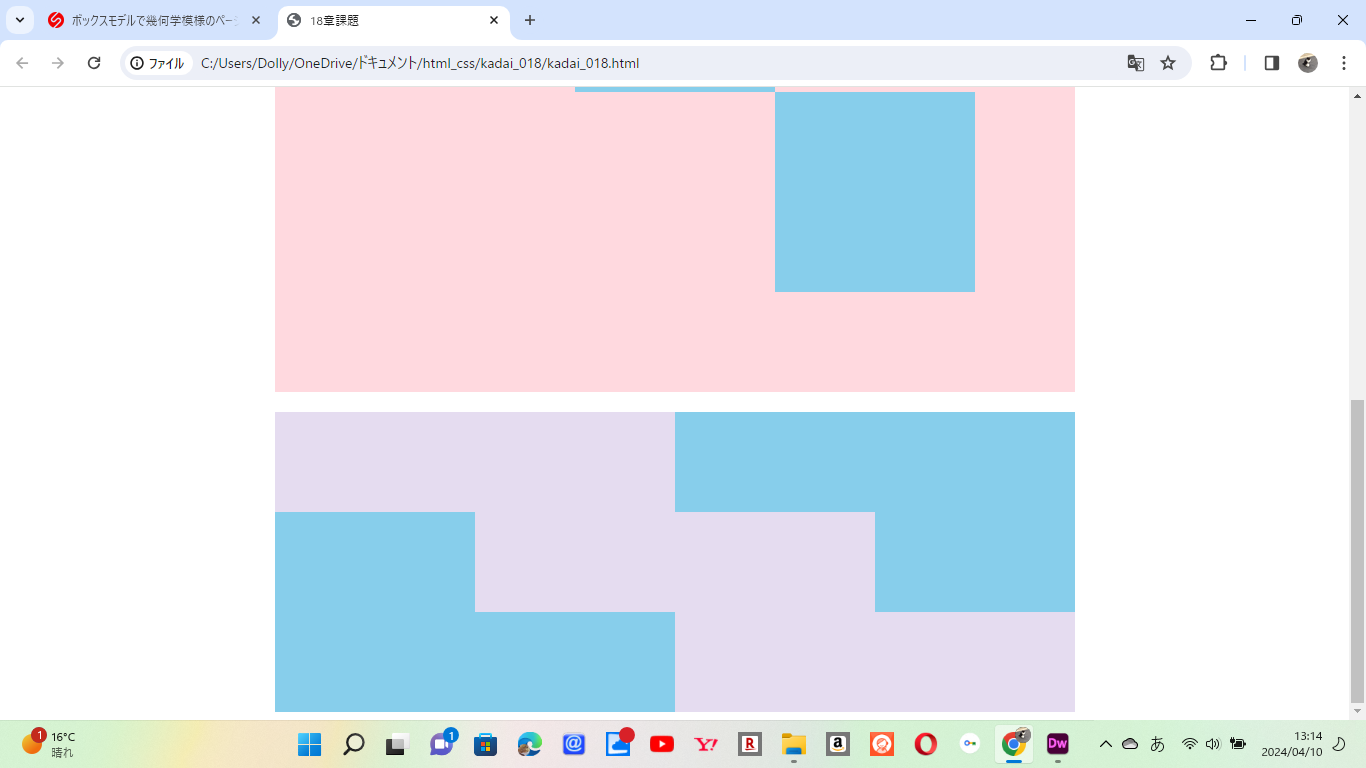 ボックスモデルで幾何学模様のペー
18章課題
ファイル
C:/Users/Dolly/OneDrive/ドキュメント/html_css/kadai_018/kadai_018.html
1
16°C
晴れ
1
@
Y!
R
a
Dw
あ
13:14
2024/04/10